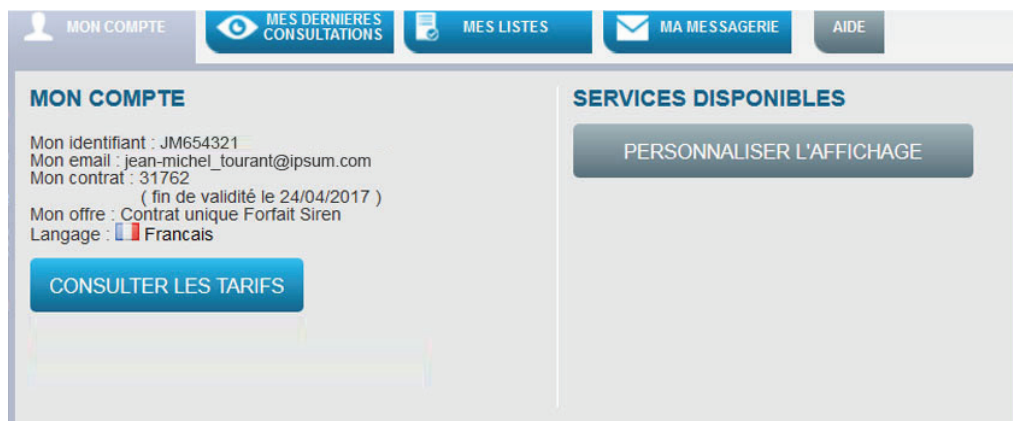 MON COMPTE
MES DERNIERES
CONSULTATIONS
MES LISTES
MA MESSAGERIE
AIDE
MON COMPTE
Mon identifiant : JM654321
Mon email : jean-michel_tourant@ipsum.com
Mon contrat : 31762
( fin de validité le 24/04/2017 )
Mon offre : Contrat unique Forfait Siren
Langage : Francais
CONSULTER LES TARIFS
SERVICES DISPONIBLES
PERSONNALISER L'AFFICHAGE